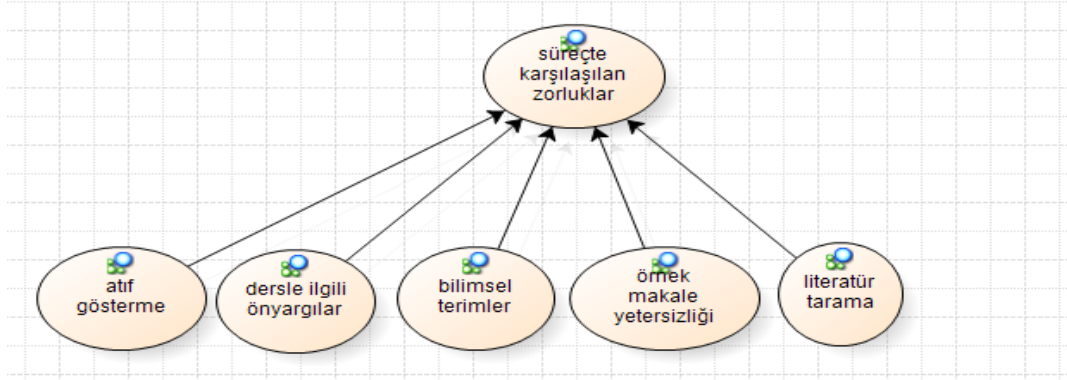 süreçte
karşılaşılan
zorluklar
atıf
gösterme
dersle ilgili
önyargılar
bilimsel
terimler
örnek
makale
yetersizliği
literatür
tarama